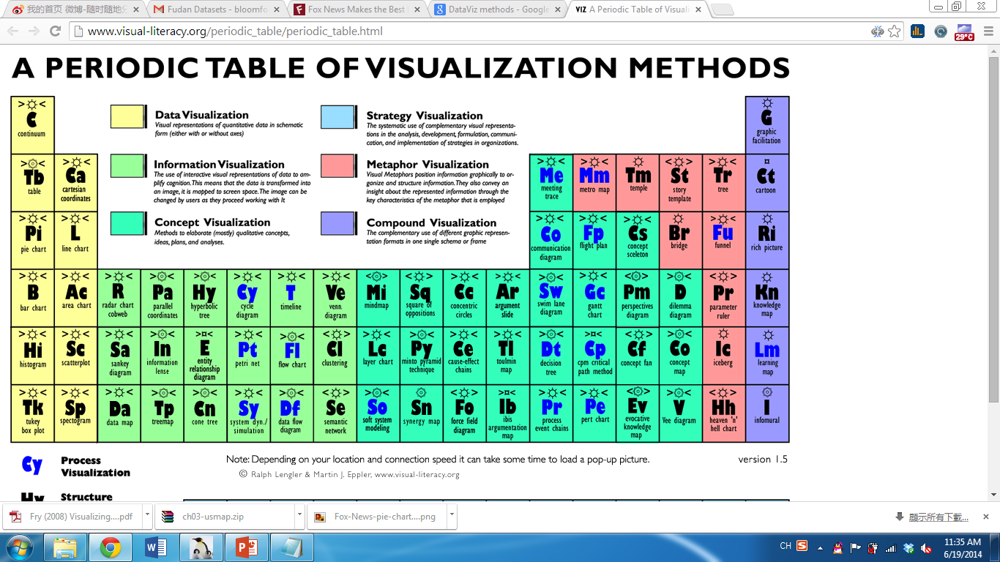 我的首页 微博-随时随地分
Fudan Datasets - bloomfo
Fox News Makes the Best
DataViz methods - Google
VIZ A Periodic Table of Visuali
www.visual-literacy.org/periodic_table/periodic_table.html
29°C
A PERIODIC TABLE OF VISUALIZATION METHODS
Data Visualization
Visual representations of quantitative data in schematic
form (either with or without axes)
Strategy Visualization
The systematic use of complementary visual representa-
tions in the analysis, development, formulation, communi-
cation, and implementation of strategies in organizations.
Information Visualization
The use of interactive visual representations of data to am-
plify cognition. This means that the data is transformed into
an image, it is mapped to screen space. The image can be
changed by users as they proceed working with it
Metaphor Visualization
Visual Metaphors position information graphically to or-
ganize and structure information. They also convey an
insight about the represented information through the
key characteristics of the metaphor that is employed
Concept Visualization
Methods to elaborate (mostly) qualitative concepts,
ideas, plans, and analyses.
Compound Visualization
The complementary use of different graphic represen-
tation formats in one single schema or frame
> < > <
C G
continuum graphic
facilitation
Tb Ca Me Mm Tm St Tr Ct
table cartesian coordinates meeting trace metro map temple story template tree cartoon
Pi L Co Fp Cs Br Fu Ri
pie chart line chart communication diagram flight plan concept sceleton bridge funnel rich picture
B Ac R Pa Hy Cy T Ve Mi Sq Cc Ar Sw Gc Pm D Pr Kn
bar chart area chart radar chart cobweb parallel coordinates hyperbolic tree cycle diagram timeline venn. diagram mindmap square of oppositions concentric circles argument slide swim lane diagram gantt chart perspectives diagram dilemma diagram parameter ruler knowledge map
Hi Sc Sa In E Pt Fl Cl Lc Py Ce Tl Dt Cp Cf Co Ic Lm
histogram scatterplot sankey diagram information lense entity relationship diagram petri net flow chart clustering layer chart minto pyramid technique cause-effect chains toulmin map decision tree cpm critical path method concept fan concept map iceberg learning map
Tk Sp Da Tp Cn Sy Df Se So Sn Fo Ib Pr Pe Ev V Hh I
tukey box plot spectogram data map treemap cone tree system dyn./ simulation data flow diagram semantic network soft system modeling synergy map force field diagram ibis argumentation map process event chains pert chart evocative knowledge map Vee diagram heaven 'n' hell chart infomural
Cy Process
Visualization
Note: Depending on your location and connection speed it can take some time to load a pop-up picture.
version 1.5
© Ralph Lengler & Martin J. Eppler, www.visual-literacy.org
Hy Structure
Fry (2008) Visualizing....pdf
ch03-usmap.zip
Fox-News-pie-chart....png
顯示所有下載...
CH
11:35 AM
6/19/2014